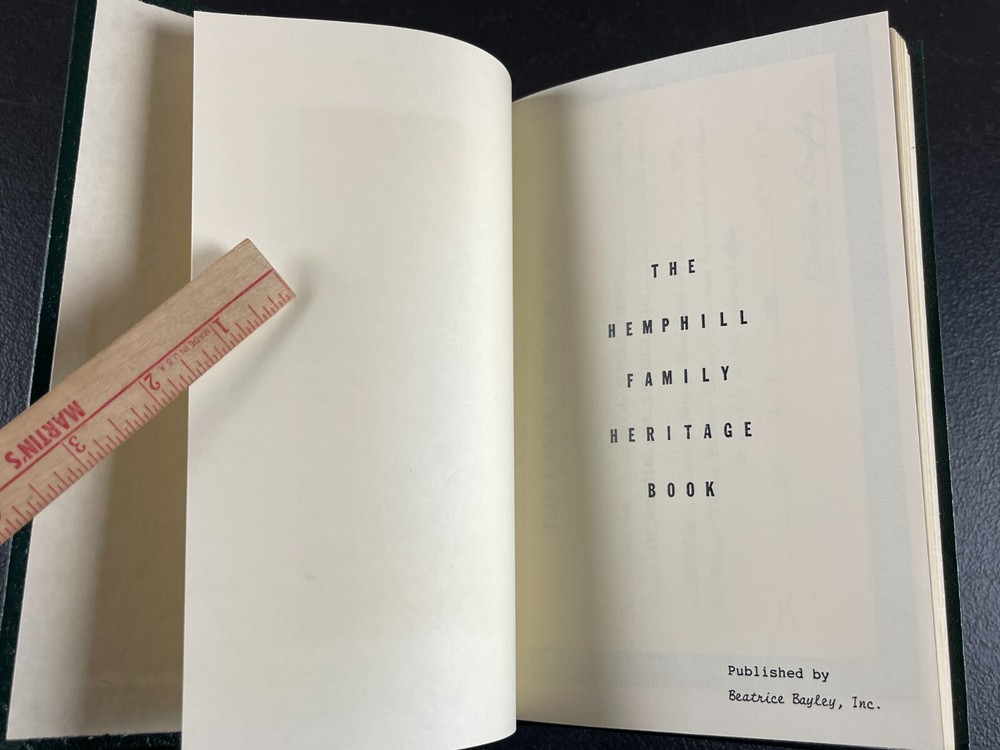 THE
HEMPHILL
FAMILY
HERITAGE
BOOK
Published by
Beatrice Bayley, Inc.
1
MADE IN U.S.A.
2
MARTIN'S
3